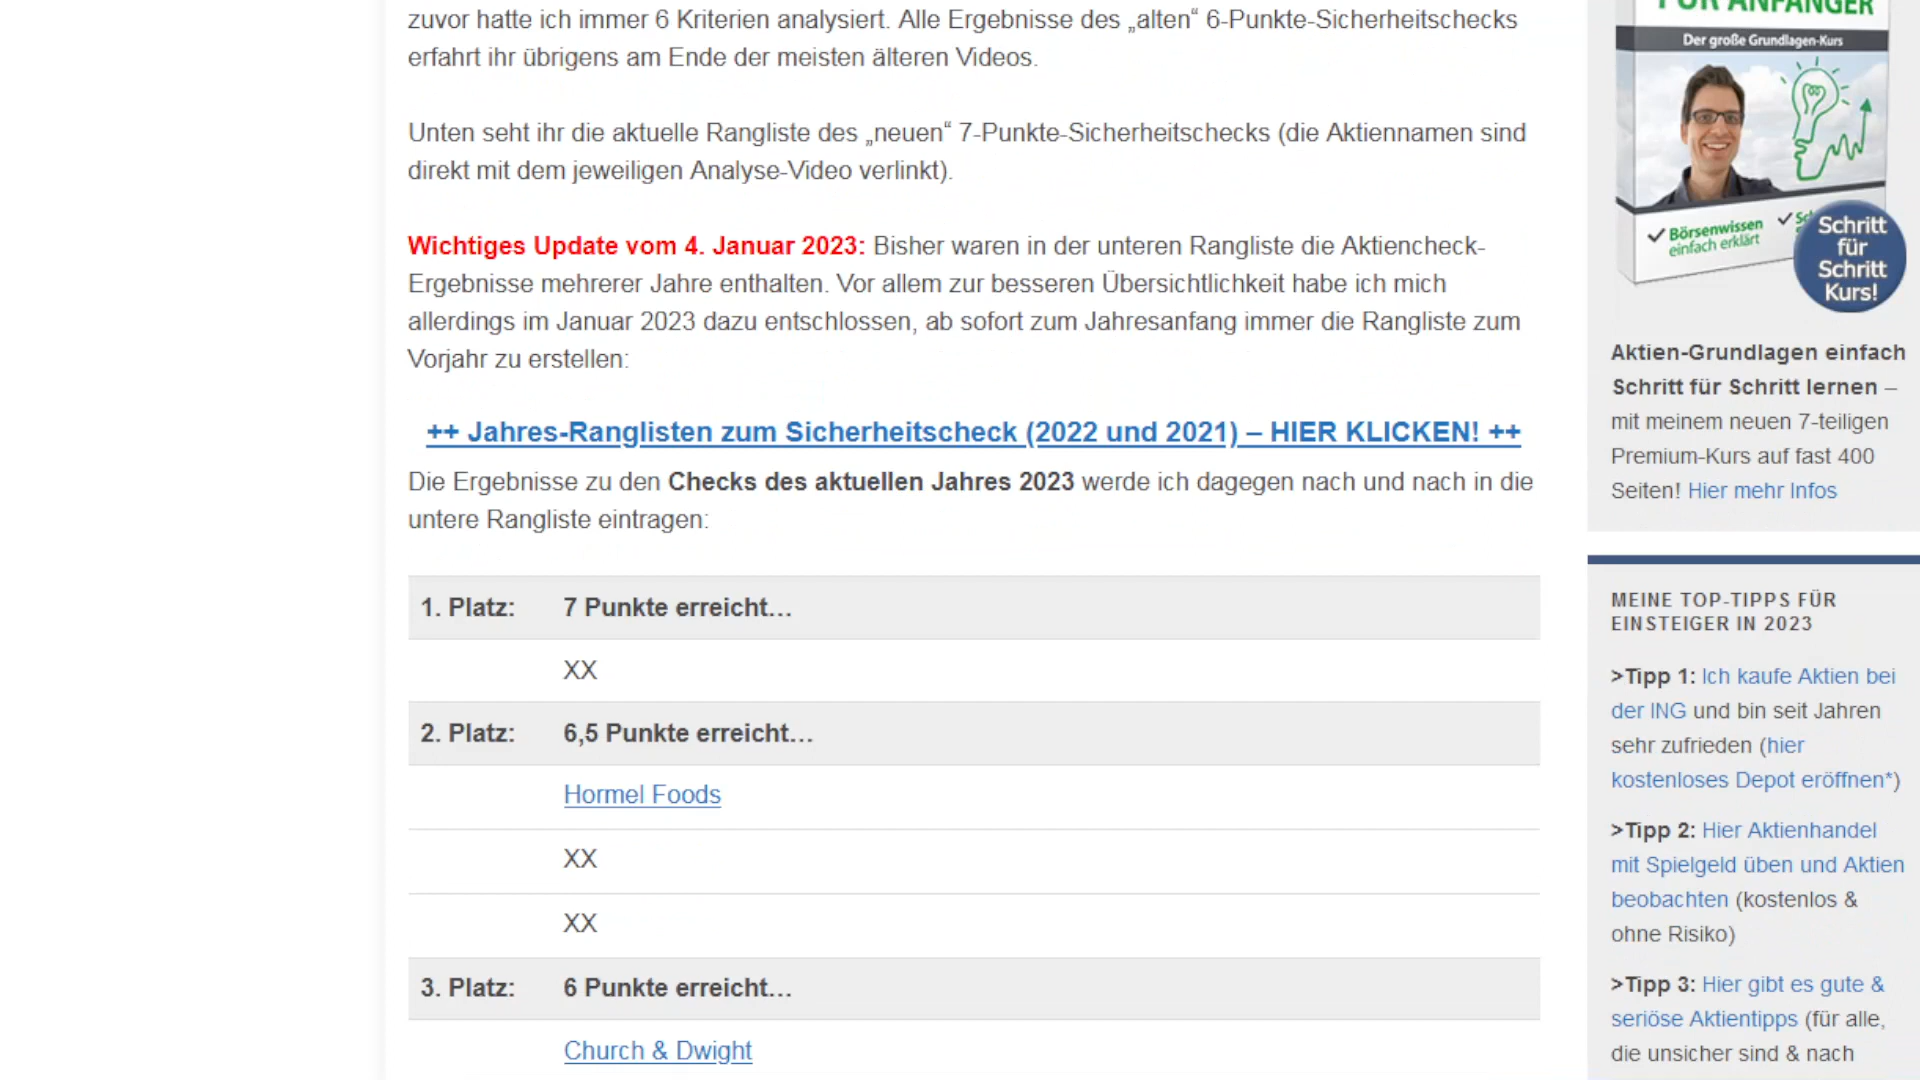 zuvor hatte ich immer 6 Kriterien analysiert. Alle Ergebnisse des „alten“ 6-Punkte-Sicherheitschecks
erfahrt ihr übrigens am Ende der meisten älteren Videos.
Unten seht ihr die aktuelle Rangliste des „neuen“ 7-Punkte-Sicherheitschecks (die Aktiennamen sind
direkt mit dem jeweiligen Analyse-Video verlinkt).
Wichtiges Update vom 4. Januar 2023: Bisher waren in der unteren Rangliste die Aktiencheck-
Ergebnisse mehrerer Jahre enthalten. Vor allem zur besseren Übersichtlichkeit habe ich mich
allerdings im Januar 2023 dazu entschlossen, ab sofort zum Jahresanfang immer die Rangliste zum
Vorjahr zu erstellen:
++ Jahres-Ranglisten zum Sicherheitscheck (2022 und 2021) – HIER KLICKEN! ++
Die Ergebnisse zu den Checks des aktuellen Jahres 2023 werde ich dagegen nach und nach in die
untere Rangliste eintragen:
1. Platz: 7 Punkte erreicht…
XX
2. Platz: 6,5 Punkte erreicht…
Hormel Foods
XX
XX
3. Platz: 6 Punkte erreicht…
Church & Dwight
FÜR ANFÄNGER
Der große Grundlagen-Kurs
Börsenwissen
einfach erklärt
Schritt
für
Schritt
Kurs!
Aktien-Grundlagen einfach
Schritt für Schritt lernen –
mit meinem neuen 7-teiligen
Premium-Kurs auf fast 400
Seiten! Hier mehr Infos
MEINE TOP-TIPPS FÜR
EINSTEIGER IN 2023
>Tipp 1: Ich kaufe Aktien bei
der ING und bin seit Jahren
sehr zufrieden (hier
kostenloses Depot eröffnen*)
>Tipp 2: Hier Aktienhandel
mit Spielgeld üben und Aktien
beobachten (kostenlos &
ohne Risiko)
>Tipp 3: Hier gibt es gute &
seriöse Aktientipps (für alle,
die unsicher sind & nach